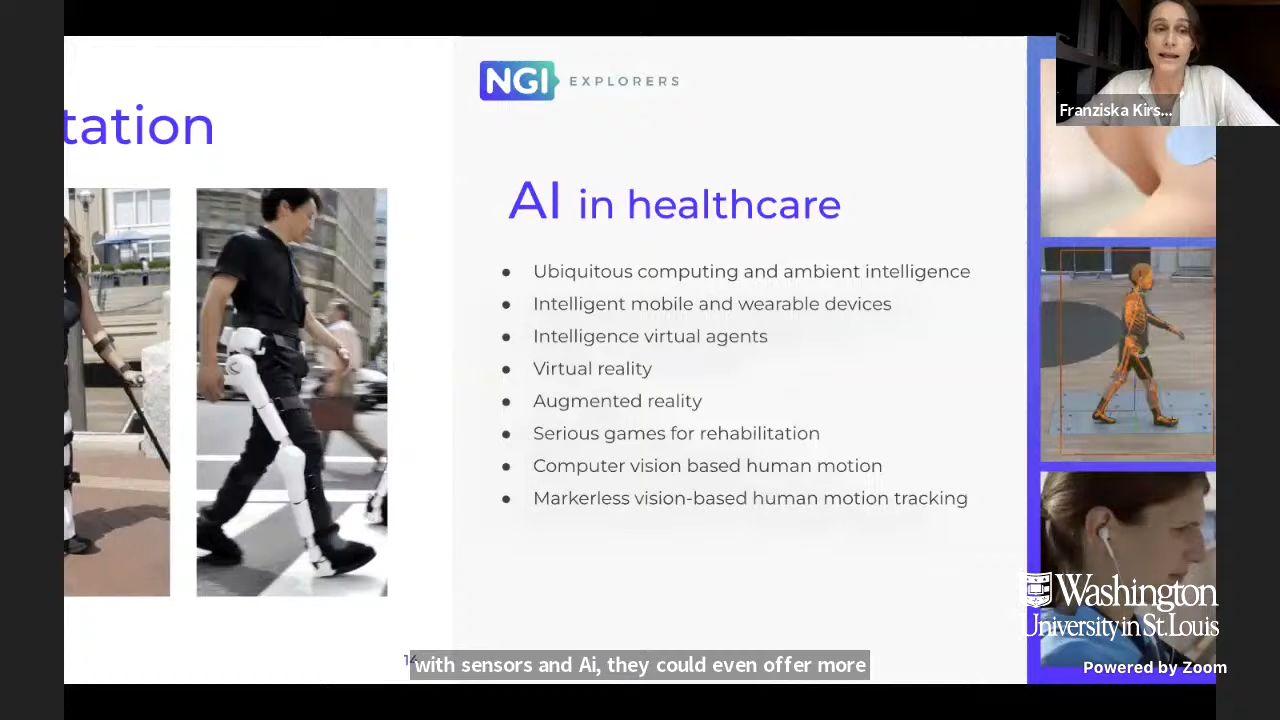 tation
NGI EXPLORERS
AI in healthcare
Ubiquitous computing and ambient intelligence
Intelligent mobile and wearable devices
Intelligence virtual agents
Virtual reality
Augmented reality
Serious games for rehabilitation
Computer vision based human motion
Markerless vision-based human motion tracking
Franziska Kirs...
with sensors and Ai, they could even offer more
Washington
University in St. Louis
Powered by Zoom